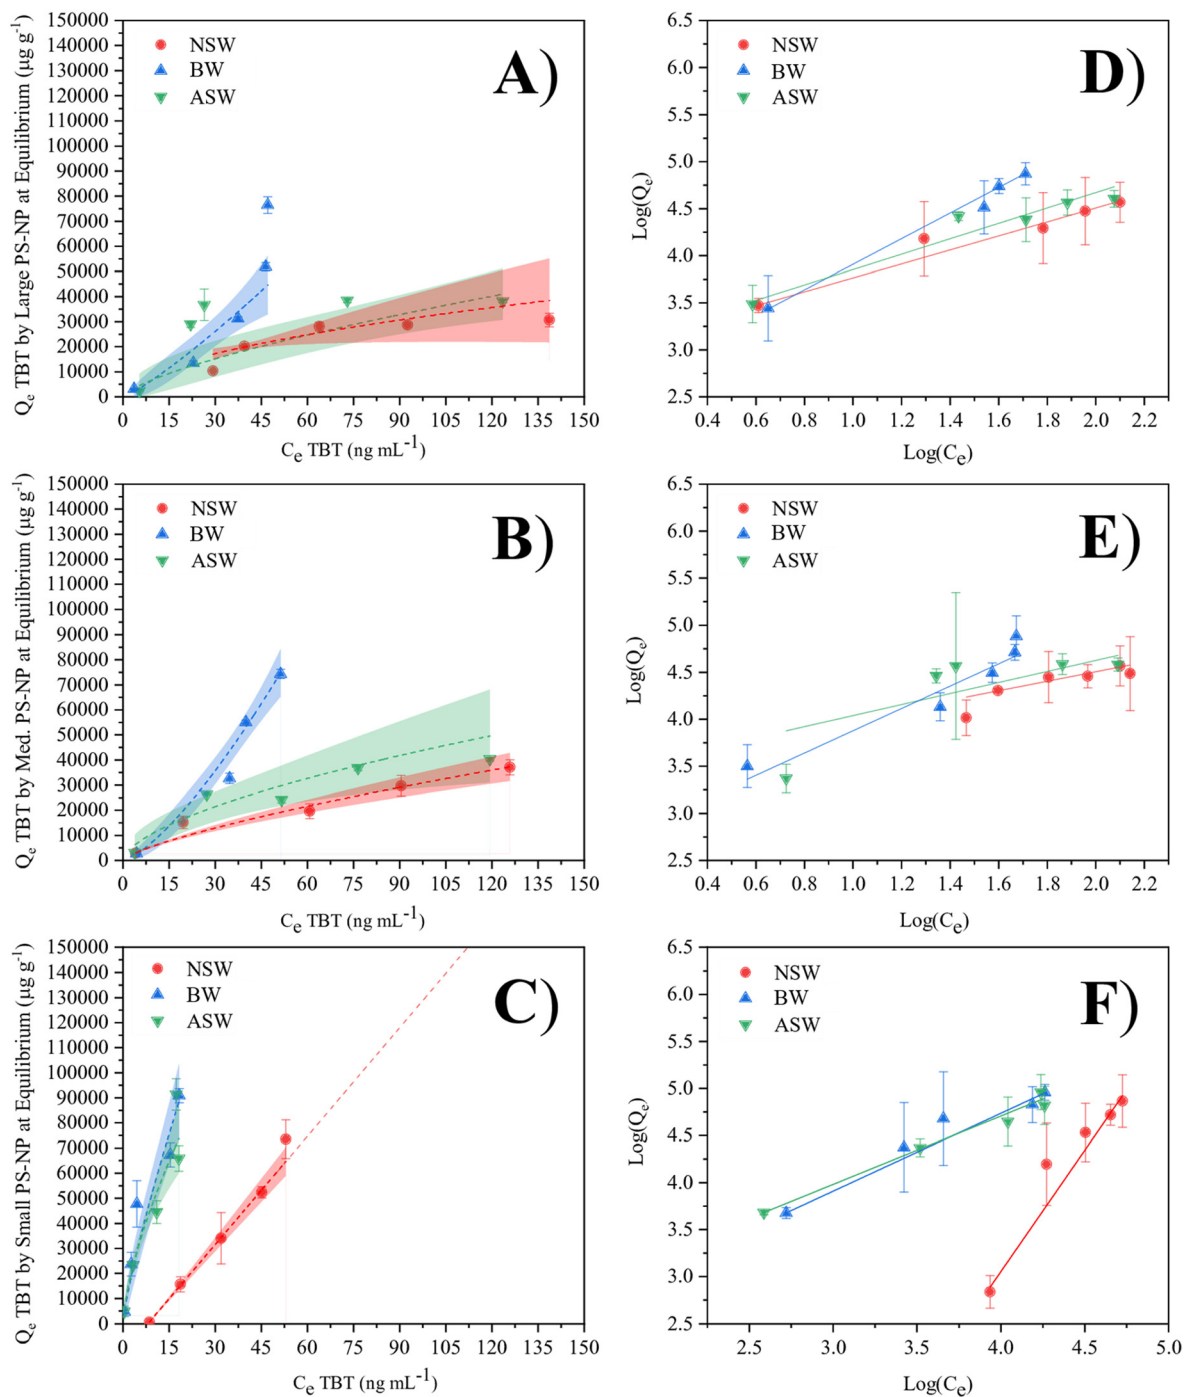 Qₑ TBT by Large PS-NP at Equilibrium (µg g⁻¹)
150000
140000
130000
120000
110000
100000
90000
80000
70000
60000
50000
40000
30000
20000
10000
0
NSW
BW
ASW
A)
0 15 30 45 60 75 90 105 120 135 150
Cₑ TBT (ng mL⁻¹)
Log(Qₑ)
6.5
6.0
5.5
5.0
4.5
4.0
3.5
3.0
2.5
NSW
BW
ASW
D)
0.4 0.6 0.8 1.0 1.2 1.4 1.6 1.8 2.0 2.2
Log(Cₑ)
Qₑ TBT by Med. PS-NP at Equilibrium (µg g⁻¹)
150000
140000
130000
120000
110000
100000
90000
80000
70000
60000
50000
40000
30000
20000
10000
0
NSW
BW
ASW
B)
0 15 30 45 60 75 90 105 120 135 150
Cₑ TBT (ng mL⁻¹)
Log(Qₑ)
6.5
6.0
5.5
5.0
4.5
4.0
3.5
3.0
2.5
NSW
BW
ASW
E)
0.4 0.6 0.8 1.0 1.2 1.4 1.6 1.8 2.0 2.2
Log(Cₑ)
Qₑ TBT by Small PS-NP at Equilibrium (µg g⁻¹)
150000
140000
130000
120000
110000
100000
90000
80000
70000
60000
50000
40000
30000
20000
10000
0
NSW
BW
ASW
C)
0 15 30 45 60 75 90 105 120 135 150
Cₑ TBT (ng mL⁻¹)
Log(Qₑ)
6.5
6.0
5.5
5.0
4.5
4.0
3.5
3.0
2.5
NSW
BW
ASW
F)
2.5 3.0 3.5 4.0 4.5 5.0
Log(Cₑ)